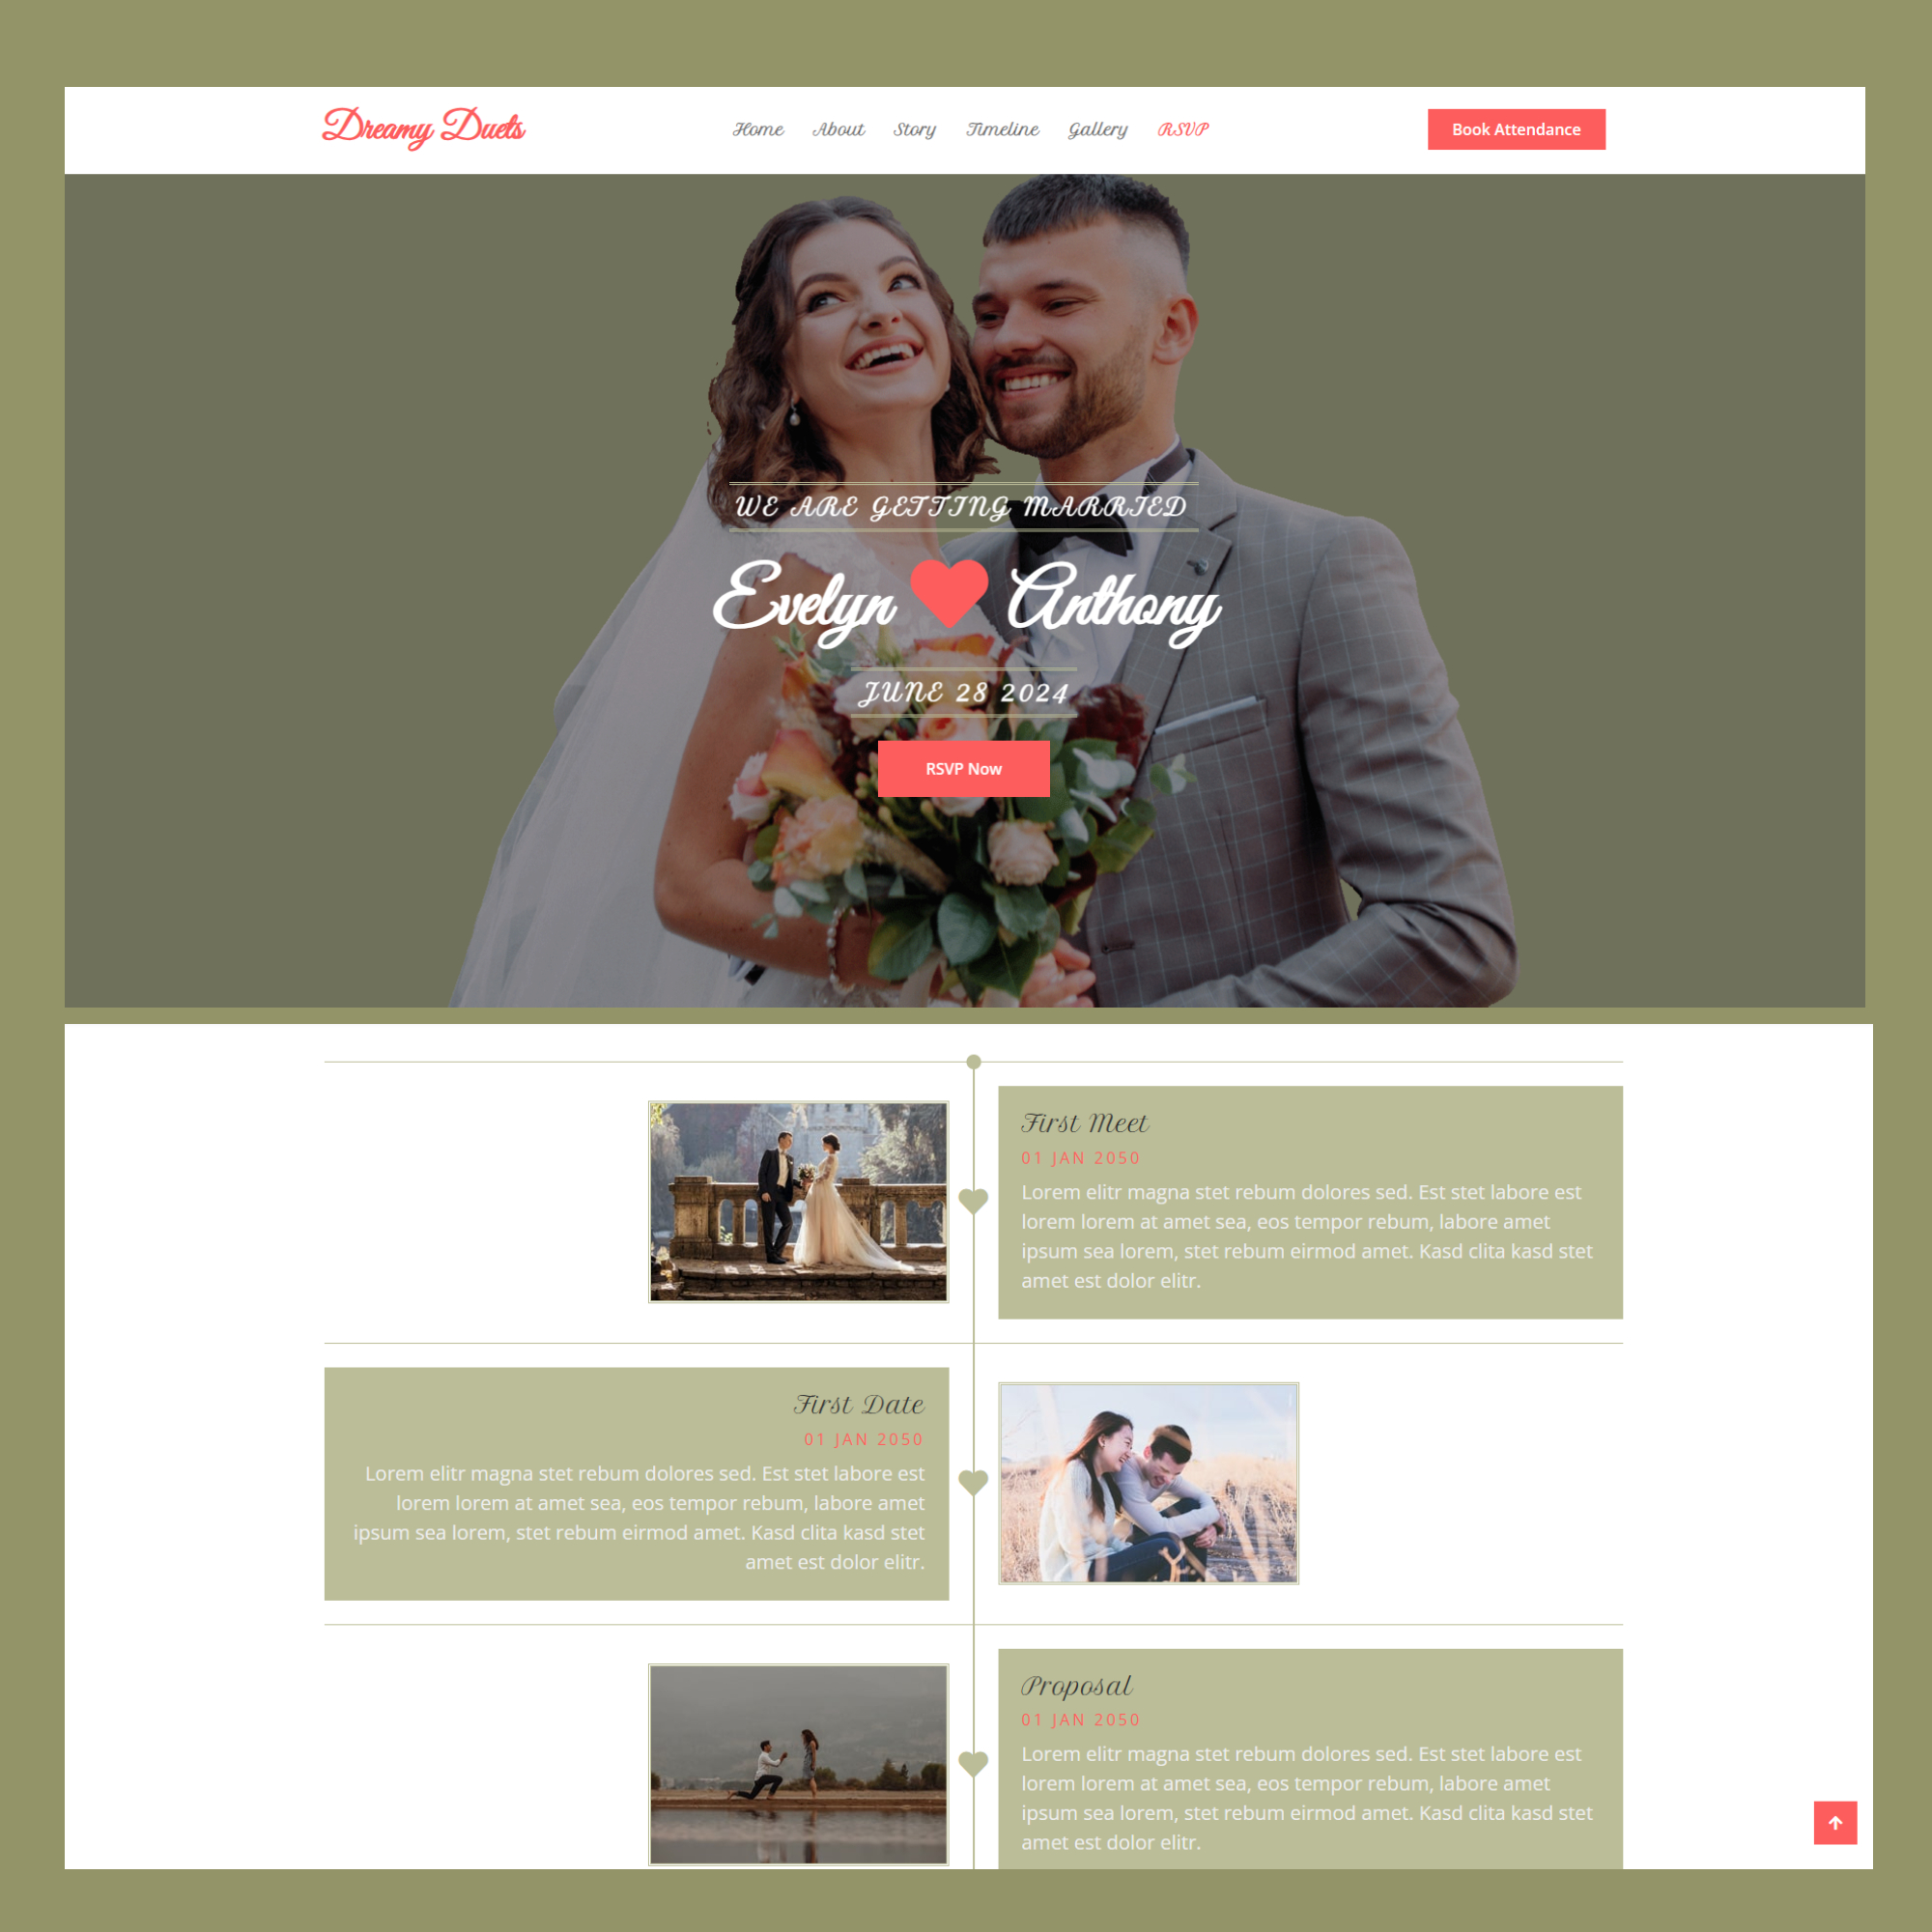 Dreamy Duets
Home About Story Timeline Gallery RSVP
Book Attendance
WE ARE GETTING MARRIED
Evelyn Anthony
JUNE 28 2024
RSVP Now
First Meet
01 JAN 2050
Lorem elitr magna stet rebum dolores sed. Est stet labore est
lorem lorem at amet sea, eos tempor rebum, labore amet
ipsum sea lorem, stet rebum eirmod amet. Kasd clita kasd stet
amet est dolor elitr.
First Date
01 JAN 2050
Lorem elitr magna stet rebum dolores sed. Est stet labore est
lorem lorem at amet sea, eos tempor rebum, labore amet
ipsum sea lorem, stet rebum eirmod amet. Kasd clita kasd stet
amet est dolor elitr.
Proposal
01 JAN 2050
Lorem elitr magna stet rebum dolores sed. Est stet labore est
lorem lorem at amet sea, eos tempor rebum, labore amet
ipsum sea lorem, stet rebum eirmod amet. Kasd clita kasd stet
amet est dolor elitr.